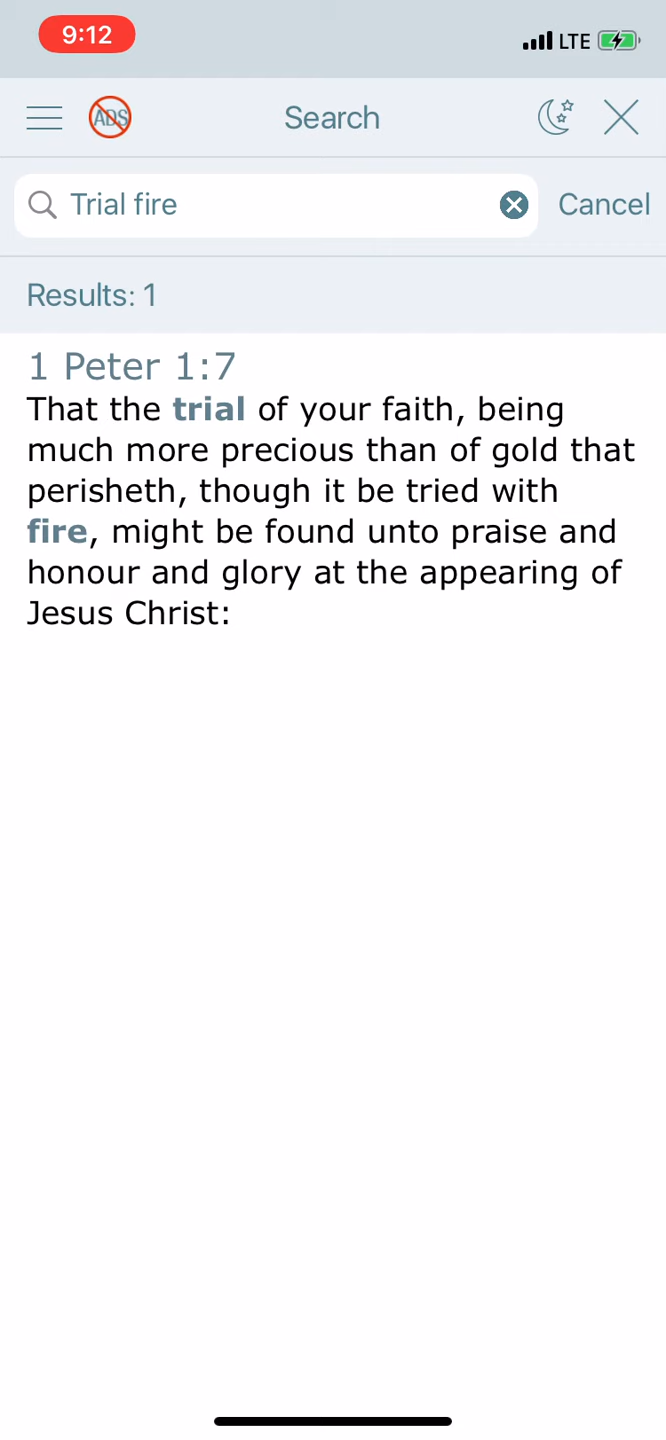 9:12 LTE
ADS Search
Trial fire Cancel
Results: 1
1 Peter 1:7
That the trial of your faith, being
much more precious than of gold that
perisheth, though it be tried with
fire, might be found unto praise and
honour and glory at the appearing of
Jesus Christ: